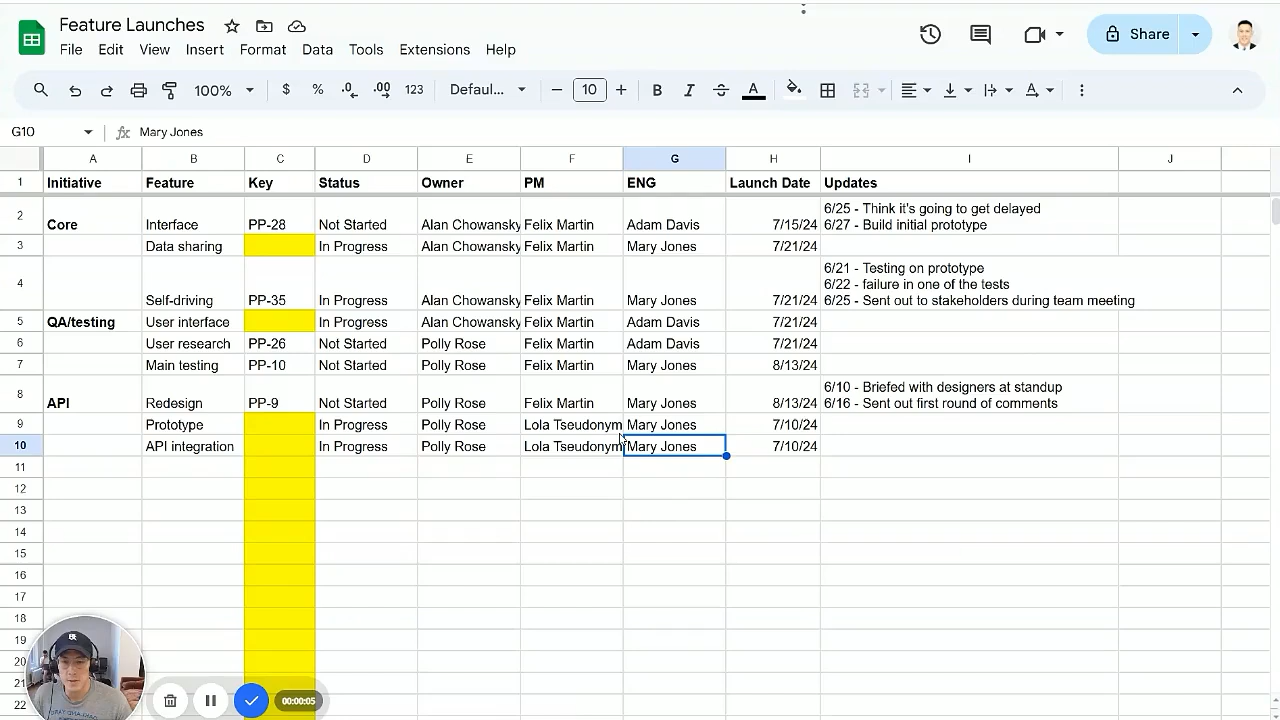 Feature Launches
File Edit View Insert Format Data Tools Extensions Help
Share
100% $ % .0 .00 123 Defaul... − 10 + B I S A
G10 fx Mary Jones
A B C D E F G H I J
1 Initiative Feature Key Status Owner PM ENG Launch Date Updates
6/25 - Think it's going to get delayed
2 Core Interface PP-28 Not Started Alan Chowansky Felix Martin Adam Davis 7/15/24 6/27 - Build initial prototype
3 Data sharing In Progress Alan Chowansky Felix Martin Mary Jones 7/21/24
6/21 - Testing on prototype
6/22 - failure in one of the tests
4 Self-driving PP-35 In Progress Alan Chowansky Felix Martin Mary Jones 7/21/24 6/25 - Sent out to stakeholders during team meeting
5 QA/testing User interface In Progress Alan Chowansky Felix Martin Adam Davis 7/21/24
6 User research PP-26 Not Started Polly Rose Felix Martin Adam Davis 7/21/24
7 Main testing PP-10 Not Started Polly Rose Felix Martin Mary Jones 8/13/24
6/10 - Briefed with designers at standup
8 API Redesign PP-9 Not Started Polly Rose Felix Martin Mary Jones 8/13/24 6/16 - Sent out first round of comments
9 Prototype In Progress Polly Rose Lola Tseudonym Mary Jones 7/10/24
10 API integration In Progress Polly Rose Lola Tseudonym Mary Jones 7/10/24
11
12
13
14
15
16
17
18
19
20
21
22
00:00:05